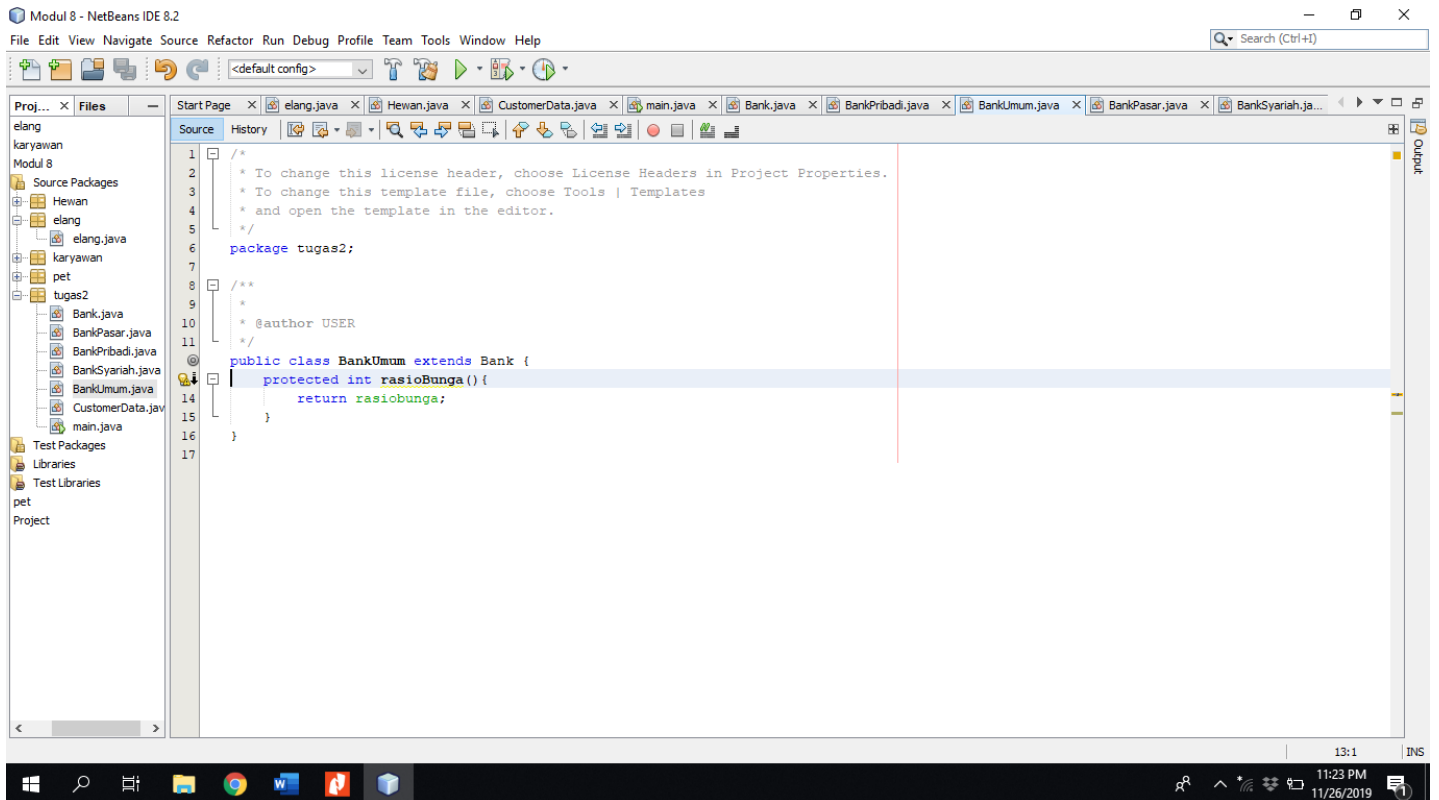 Modul 8 - NetBeans IDE 8.2
File Edit View Navigate Source Refactor Run Debug Profile Team Tools Window Help
Search (Ctrl+I)
<default config>
Proj... Files
Start Page elang.java Hewan.java CustomerData.java main.java Bank.java BankPribadi.java BankUmum.java BankPasar.java BankSyariah.ja...
Source History
Output
elang
karyawan
Modul 8
Source Packages
Hewan
elang
elang.java
karyawan
pet
tugas2
Bank.java
BankPasar.java
BankPribadi.java
BankSyariah.java
BankUmum.java
CustomerData.jav
main.java
Test Packages
Libraries
Test Libraries
pet
Project
1 /*
2 * To change this license header, choose License Headers in Project Properties.
3 * To change this template file, choose Tools | Templates
4 * and open the template in the editor.
5 */
6 package tugas2;
7
8 /**
9 *
10 * @author USER
11 */
public class BankUmum extends Bank {
protected int rasioBunga(){
14 return rasiobunga;
15 }
16 }
17
13:1 INS
11:23 PM
11/26/2019
1